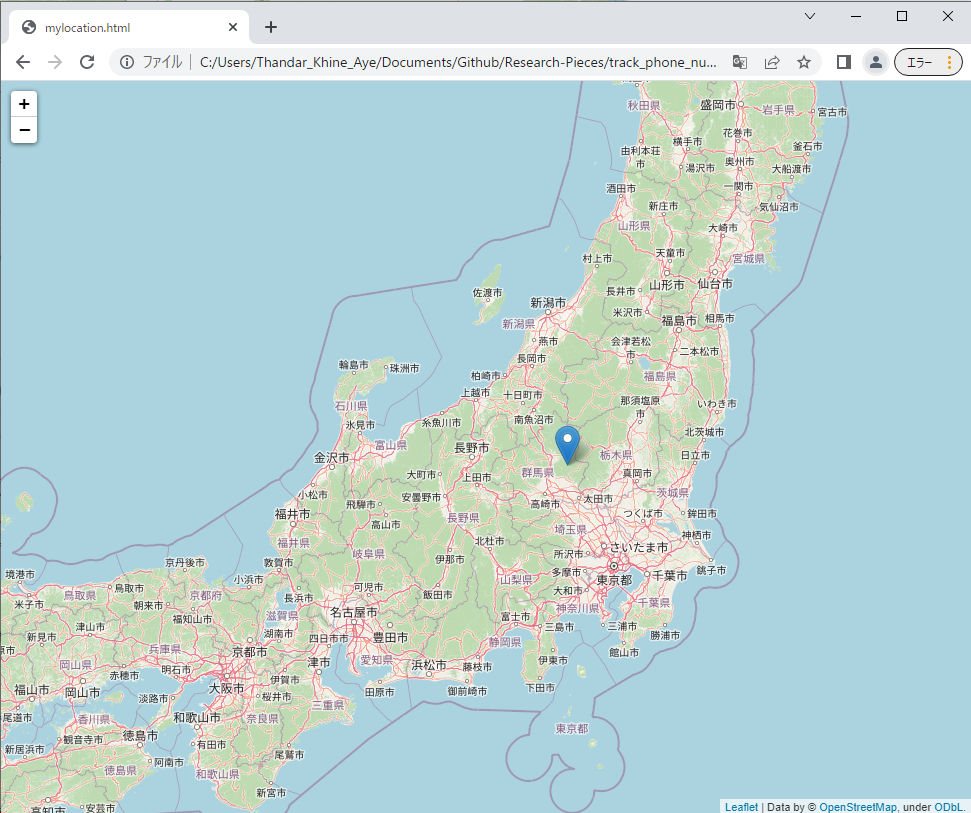 mylocation.html
ファイル
C:/Users/Thandar_Khine_Aye/Documents/Github/Research-Pieces/track_phone_nu...
エラー
+
−
秋田県
盛岡市
岩手県
宮古市
花巻市
横手市
釜石市
由利本荘
市
奥州市
湯沢市
大船渡市
酒田市
一関市
新庄市
気仙沼市
山形県
大崎市
天童市
村上市
宮城県
山形市
仙台市
長井市
佐渡市
新潟市
米沢市
福島市
相馬市
新潟県
燕市
会津若松
市
二本松市
長岡市
輪島市
珠洲市
柏崎市
福島県
上越市
十日町市
那須塩原
市
いわき市
石川県
糸魚川市
南魚沼市
氷見市
北茨城市
富山県
長野市
金沢市
栃木県
日立市
大町市
上田市
群馬県
真岡市
小松市
安曇野市
茨城県
飛騨市
高崎市
太田市
福井市
高山市
長野県
つくば市
鉾田市
埼玉県
神栖市
福井県
岐阜県
北杜市
さいたま市
伊那市
所沢市
京丹後市
敦賀市
多摩市
銚子市
境港市
小浜市
山梨県
東京都
千葉市
鳥取市
可児市
鳥取県
京都府
長浜市
飯田市
大和市
米子市
朝来市
神奈川県
千葉県
福知山市
滋賀県
名古屋市
富士市
津山市
三島市
三浦市
新見市
湖南市
四日市市
豊田市
静岡県
勝浦市
兵庫県
京都市
館山市
岡山県
津市
愛知県
浜松市
藤枝市
伊東市
明石市
赤穂市
伊賀市
福山市
岡山市
大阪市
田原市
御前崎市
下田市
淡路市
桜井市
三重県
尾道市
香川県
和歌山市
奈良県
東京都
観音寺市
徳島市
新居浜市
有田市
尾鷲市
阿南市
徳島県
和歌山県
新宮市
高知市
安芸市
Leaflet | Data by © OpenStreetMap, under ODbL.